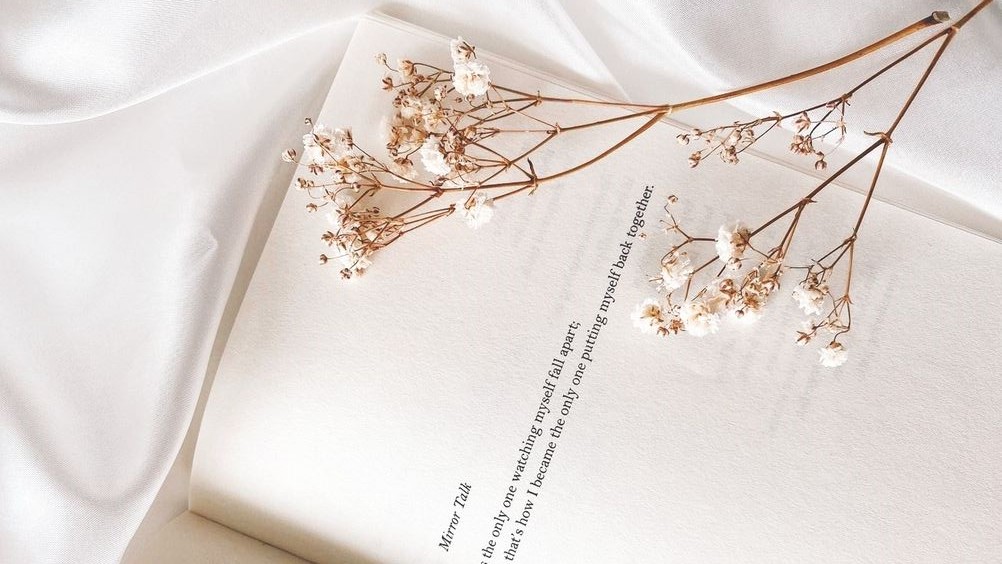 Mirror Talk
s the only one watching myself fall apart;
that's how I became the only one putting myself back together.